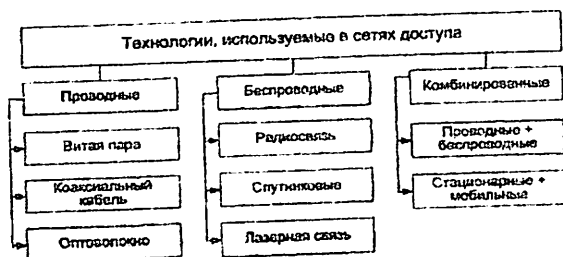 Технологии, используемые в сетях доступа
Проводные
Беспроводные
Комбинированные
Витая пара
Радиосвязь
Проводные +
беспроводные
Коаксиальный
кабель
Спутниковые
Стационарные +
мобильные
Оптоволокно
Лазерная связь